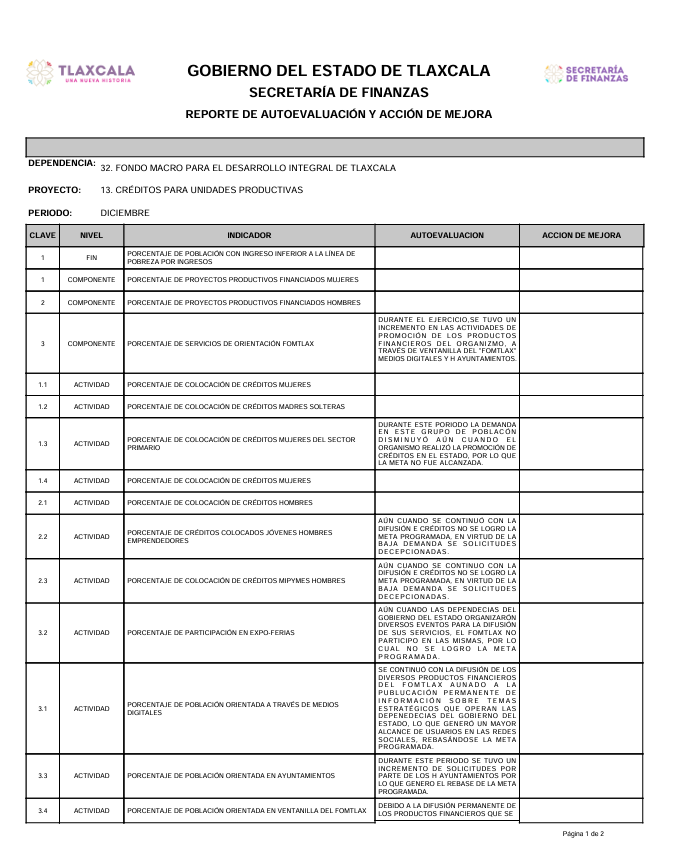 TLAXCALA
UNA NUEVA HISTORIA
GOBIERNO DEL ESTADO DE TLAXCALA
SECRETARÍA DE FINANZAS
REPORTE DE AUTOEVALUACIÓN Y ACCIÓN DE MEJORA
SECRETARÍA
DE FINANZAS
DEPENDENCIA: 32. FONDO MACRO PARA EL DESARROLLO INTEGRAL DE TLAXCALA
PROYECTO: 13. CRÉDITOS PARA UNIDADES PRODUCTIVAS
PERIODO: DICIEMBRE
CLAVE NIVEL INDICADOR AUTOEVALUACION ACCION DE MEJORA
1 FIN PORCENTAJE DE POBLACIÓN CON INGRESO INFERIOR A LA LÍNEA DE
POBREZA POR INGRESOS
1 COMPONENTE PORCENTAJE DE PROYECTOS PRODUCTIVOS FINANCIADOS MUJERES
2 COMPONENTE PORCENTAJE DE PROYECTOS PRODUCTIVOS FINANCIADOS HOMBRES
3 COMPONENTE PORCENTAJE DE SERVICIOS DE ORIENTACIÓN FOMTLAX
DURANTE EL EJERCICIO,SE TUVO UN
INCREMENTO EN LAS ACTIVIDADES DE
PROMOCIÓN DE LOS PRODUCTOS
FINANCIEROS DEL ORGANIZMO, A
TRAVÉS DE VENTANILLA DEL "FOMTLAX"
MEDIOS DIGITALES Y H AYUNTAMIENTOS.
1.1 ACTIVIDAD PORCENTAJE DE COLOCACIÓN DE CRÉDITOS MUJERES
1.2 ACTIVIDAD PORCENTAJE DE COLOCACIÓN DE CRÉDITOS MADRES SOLTERAS
1.3 ACTIVIDAD PORCENTAJE DE COLOCACIÓN DE CRÉDITOS MUJERES DEL SECTOR
PRIMARIO
DURANTE ESTE PORIODO LA DEMANDA
EN ESTE GRUPO DE POBLACÓN
DISMINUYÓ AÚN CUANDO EL
ORGANISMO REALIZÓ LA PROMOCIÓN DE
CRÉDITOS EN EL ESTADO, POR LO QUE
LA META NO FUE ALCANZADA.
1.4 ACTIVIDAD PORCENTAJE DE COLOCACIÓN DE CRÉDITOS MUJERES
2.1 ACTIVIDAD PORCENTAJE DE COLOCACIÓN DE CRÉDITOS HOMBRES
2.2 ACTIVIDAD PORCENTAJE DE CRÉDITOS COLOCADOS JÓVENES HOMBRES
EMPRENDEDORES
AÚN CUANDO SE CONTINUÓ CON LA
DIFUSIÓN E CRÉDITOS NO SE LOGRO LA
META PROGRAMADA, EN VIRTUD DE LA
BAJA DEMANDA SE SOLICITUDES
DECEPCIONADAS.
2.3 ACTIVIDAD PORCENTAJE DE COLOCACIÓN DE CRÉDITOS MIPYMES HOMBRES
AÚN CUANDO SE CONTINUO CON LA
DIFUSIÓN E CRÉDITOS NO SE LOGRO LA
META PROGRAMADA, EN VIRTUD DE LA
BAJA DEMANDA SE SOLICITUDES
DECEPCIONADAS.
3.2 ACTIVIDAD PORCENTAJE DE PARTICIPACIÓN EN EXPO-FERIAS
AÚN CUANDO LAS DEPENDECIAS DEL
GOBIERNO DEL ESTADO ORGANIZARÓN
DIVERSOS EVENTOS PARA LA DIFUSIÓN
DE SUS SERVICIOS, EL FOMTLAX NO
PARTICIPO EN LAS MISMAS, POR LO
CUAL NO SE LOGRO LA META
PROGRAMADA.
3.1 ACTIVIDAD PORCENTAJE DE POBLACIÓN ORIENTADA A TRAVÉS DE MEDIOS
DIGITALES
SE CONTINUÓ CON LA DIFUSIÓN DE LOS
DIVERSOS PRODUCTOS FINANCIEROS
DEL FOMTLAX AUNADO A LA
PUBLUCACIÓN PERMANENTE DE
INFORMACIÓN SOBRE TEMAS
ESTRATÉGICOS QUE OPERAN LAS
DEPENEDECIAS DEL GOBIERNO DEL
ESTADO, LO QUE GENERÓ UN MAYOR
ALCANCE DE USUARIOS EN LAS REDES
SOCIALES, REBASÁNDOSE LA META
PROGRAMADA.
3.3 ACTIVIDAD PORCENTAJE DE POBLACIÓN ORIENTADA EN AYUNTAMIENTOS
DURANTE ESTE PERIODO SE TUVO UN
INCREMENTO DE SOLICITUDES POR
PARTE DE LOS H AYUNTAMIENTOS POR
LO QUE GENERO EL REBASE DE LA META
PROGRAMADA.
3.4 ACTIVIDAD PORCENTAJE DE POBLACIÓN ORIENTADA EN VENTANILLA DEL FOMTLAX
DEBIDO A LA DIFUSIÓN PERMANENTE DE
LOS PRODUCTOS FINANCIEROS QUE SE
Página 1 de 2